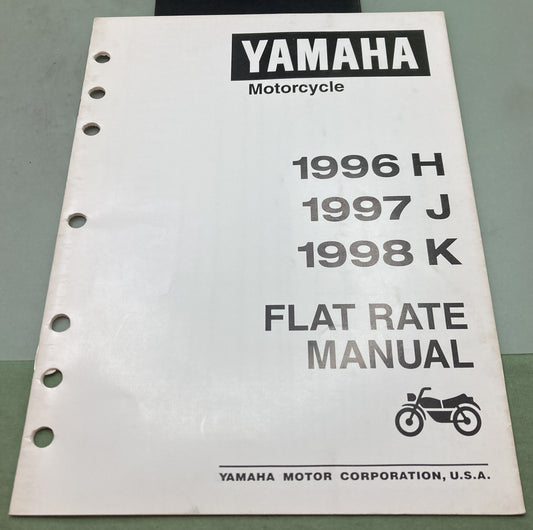 YAMAHA
Motorcycle
1996 H
1997 J
1998 K
FLAT RATE
MANUAL
YAMAHA MOTOR CORPORATION, U.S.A.